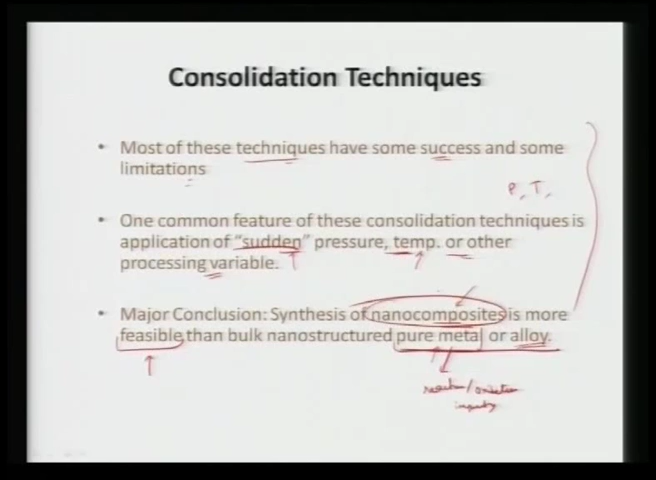 Consolidation Techniques
• Most of these techniques have some success and some
limitations
P, T,
• One common feature of these consolidation techniques is
application of "sudden" pressure, temp. or other
processing variable.
• Major Conclusion: Synthesis of nanocomposites is more
feasible than bulk nanostructured pure metal or alloy.